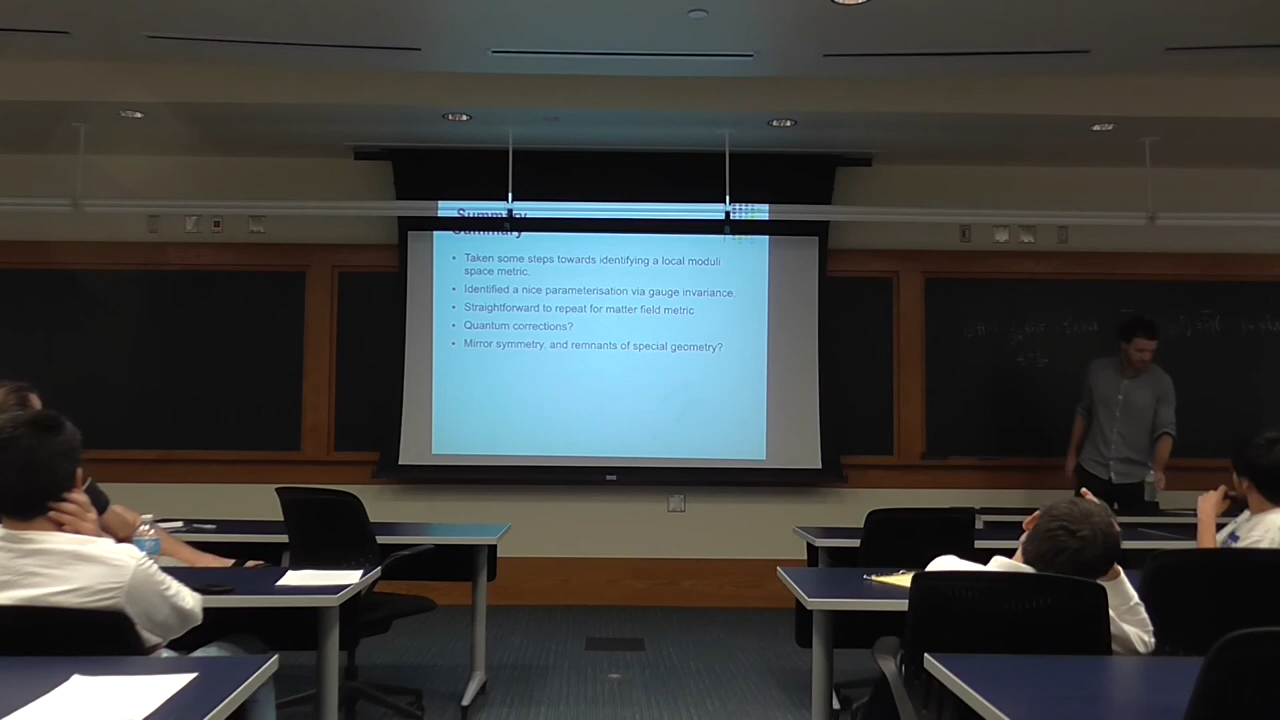 Summary
Summary
• Taken some steps towards identifying a local moduli
space metric.
• Identified a nice parameterisation via gauge invariance.
• Straightforward to repeat for matter field metric
• Quantum corrections?
• Mirror symmetry, and remnants of special geometry?